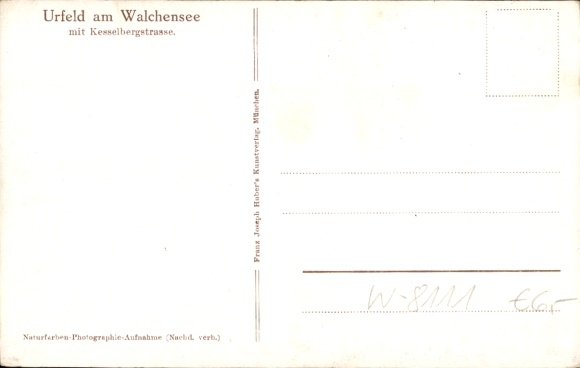 Urfeld am Walchensee
mit Kesselbergstrasse.
Franz Joseph Huber's Kunstverlag, München.
W-8111 €6,-
Naturfarben-Photographie-Aufnahme (Nachd. verb.)